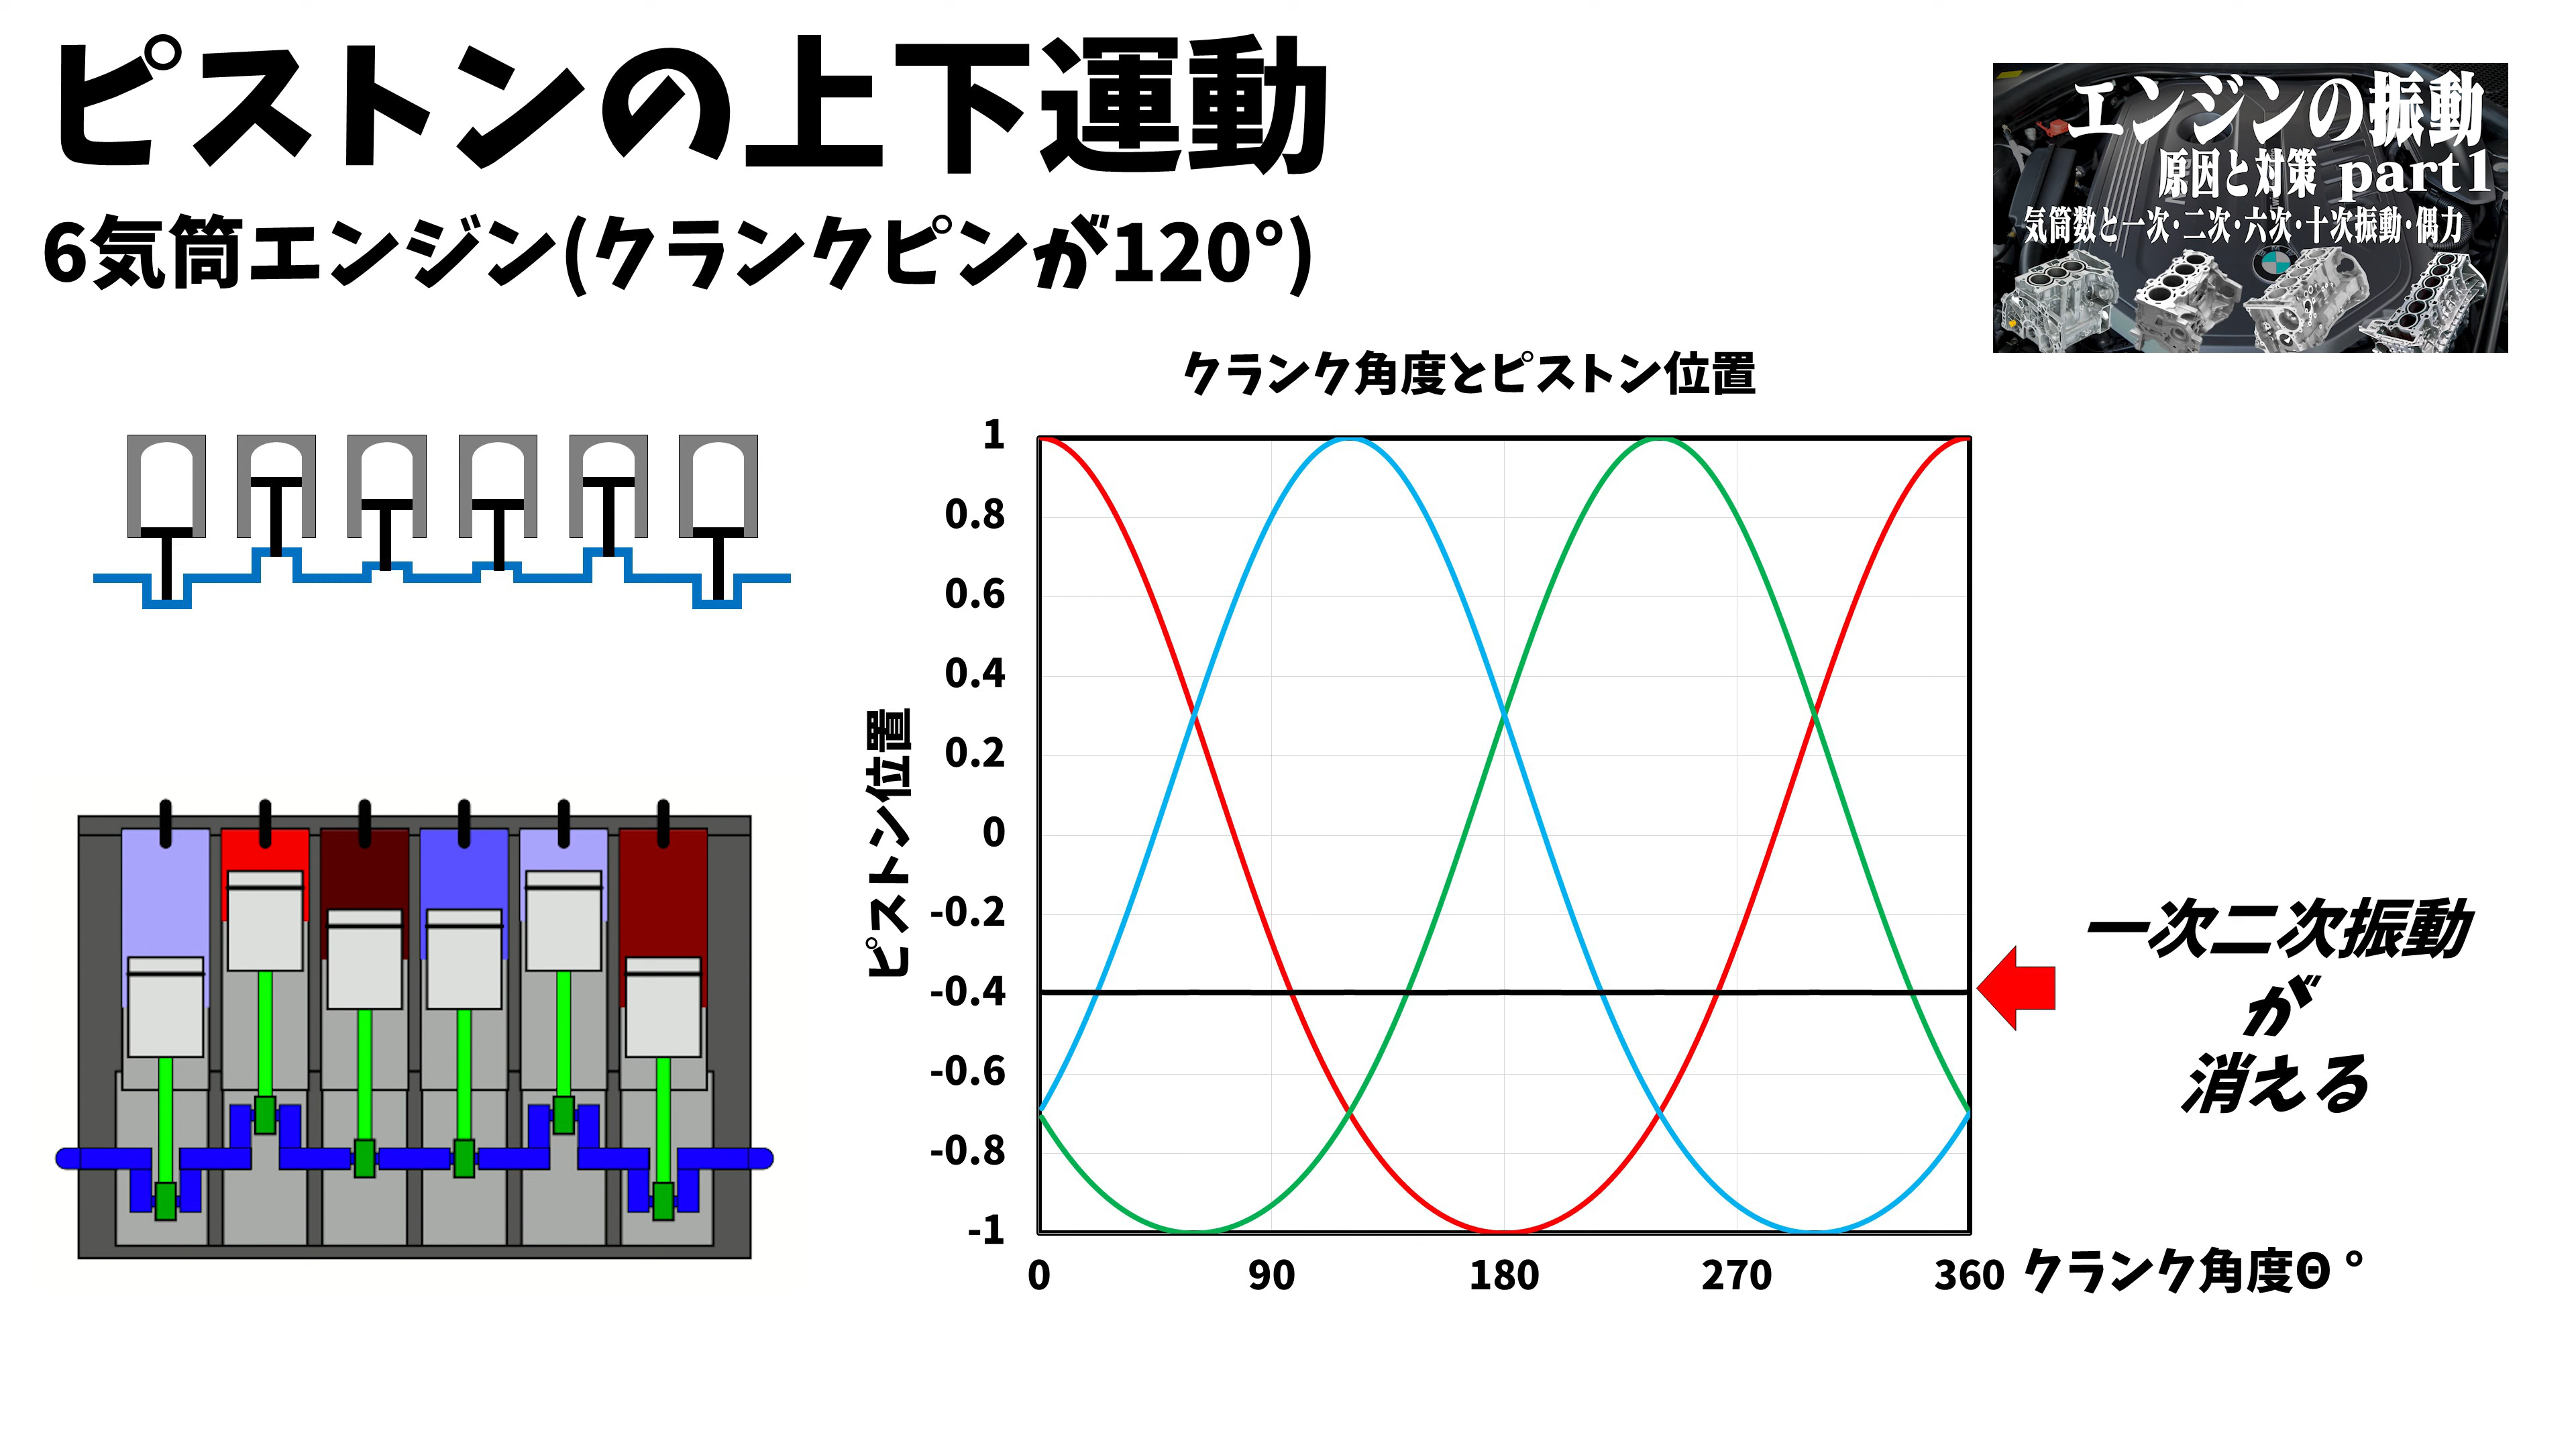 ピストンの上下運動
6気筒エンジン(クランクピンが120°)
エンジンの振動
原因と対策 part1
気筒数と一次・二次・六次・十次振動・偶力
クランク角度とピストン位置
ピストン位置
1
0.8
0.6
0.4
0.2
0
-0.2
-0.4
-0.6
-0.8
-1
0 90 180 270 360 クランク角度Θ °
一次二次振動
が
消える